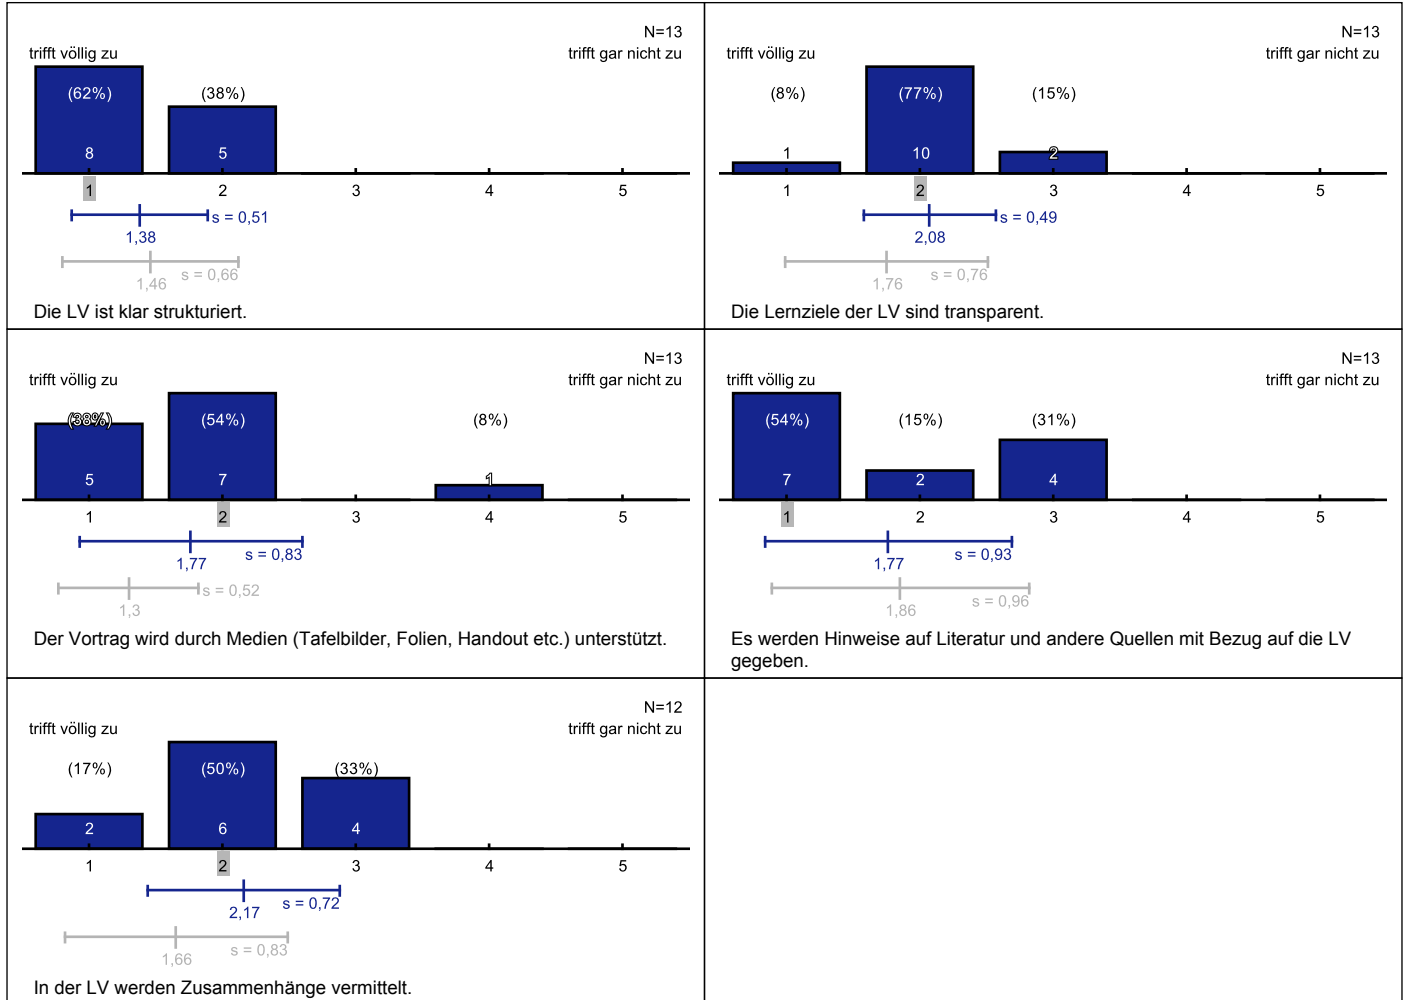 N=13
trifft völlig zu trifft gar nicht zu
(62%) (38%)
8 5
1 2 3 4 5
s = 0,51
1,38
s = 0,66
1,46
Die LV ist klar strukturiert.
N=13
trifft völlig zu trifft gar nicht zu
(8%) (77%) (15%)
1 10 2
1 2 3 4 5
s = 0,49
2,08
s = 0,76
1,76
Die Lernziele der LV sind transparent.
N=13
trifft völlig zu trifft gar nicht zu
(38%) (54%) (8%)
5 7 1
1 2 3 4 5
s = 0,83
1,77
s = 0,52
1,3
Der Vortrag wird durch Medien (Tafelbilder, Folien, Handout etc.) unterstützt.
N=13
trifft völlig zu trifft gar nicht zu
(54%) (15%) (31%)
7 2 4
1 2 3 4 5
s = 0,93
1,77
s = 0,96
1,86
Es werden Hinweise auf Literatur und andere Quellen mit Bezug auf die LV
gegeben.
N=12
trifft völlig zu trifft gar nicht zu
(17%) (50%) (33%)
2 6 4
1 2 3 4 5
s = 0,72
2,17
s = 0,83
1,66
In der LV werden Zusammenhänge vermittelt.